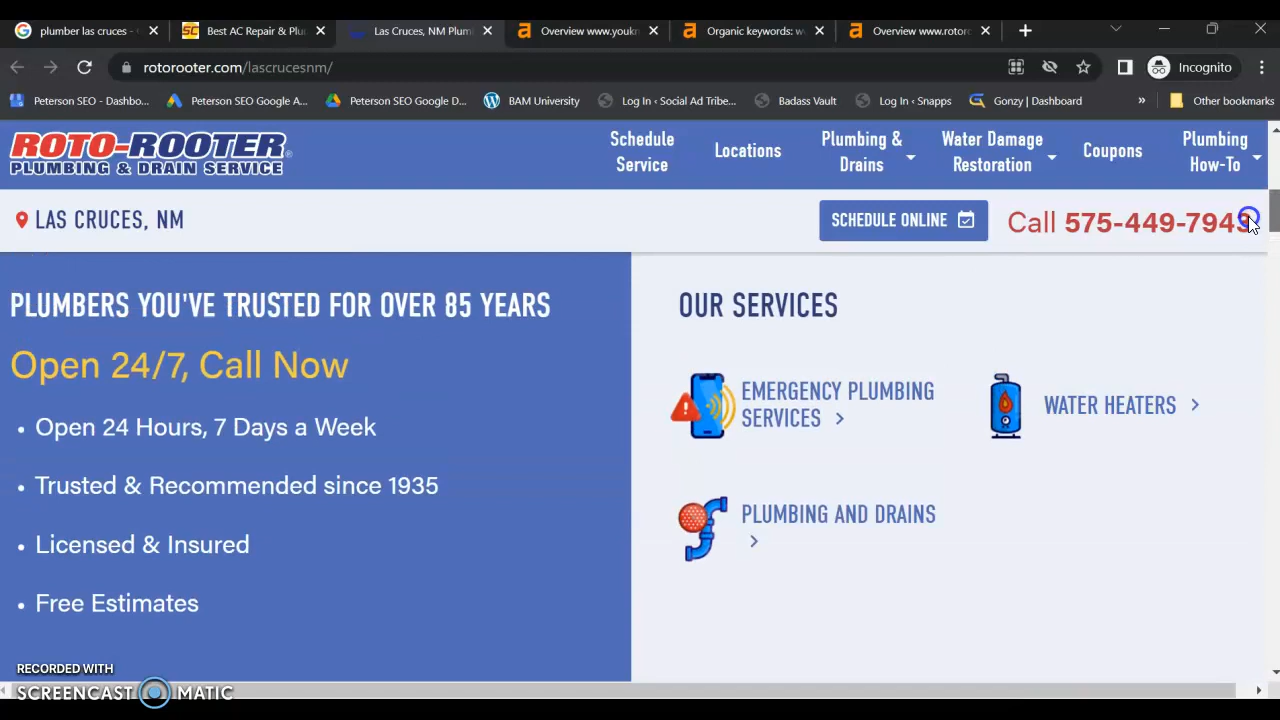 plumber las cruces -
Best AC Repair & Plu
Las Cruces, NM Plum
Overview www.youkn
Organic keywords: w
Overview www.rotoro
rotorooter.com/lascrucesnm/
Incognito
Peterson SEO - Dashbo...
Peterson SEO Google A...
Peterson SEO Google D...
BAM University
Log In ‹ Social Ad Tribe...
Badass Vault
Log In ‹ Snapps
Gonzy | Dashboard
»
Other bookmarks
ROTO-ROOTER
PLUMBING & DRAIN SERVICE
Schedule
Service
Locations
Plumbing &
Drains
Water Damage
Restoration
Coupons
Plumbing
How-To
LAS CRUCES, NM
SCHEDULE ONLINE
Call 575-449-794
PLUMBERS YOU'VE TRUSTED FOR OVER 85 YEARS
Open 24/7, Call Now
• Open 24 Hours, 7 Days a Week
• Trusted & Recommended since 1935
• Licensed & Insured
• Free Estimates
OUR SERVICES
EMERGENCY PLUMBING
SERVICES >
WATER HEATERS >
PLUMBING AND DRAINS
>
RECORDED WITH
SCREENCAST MATIC